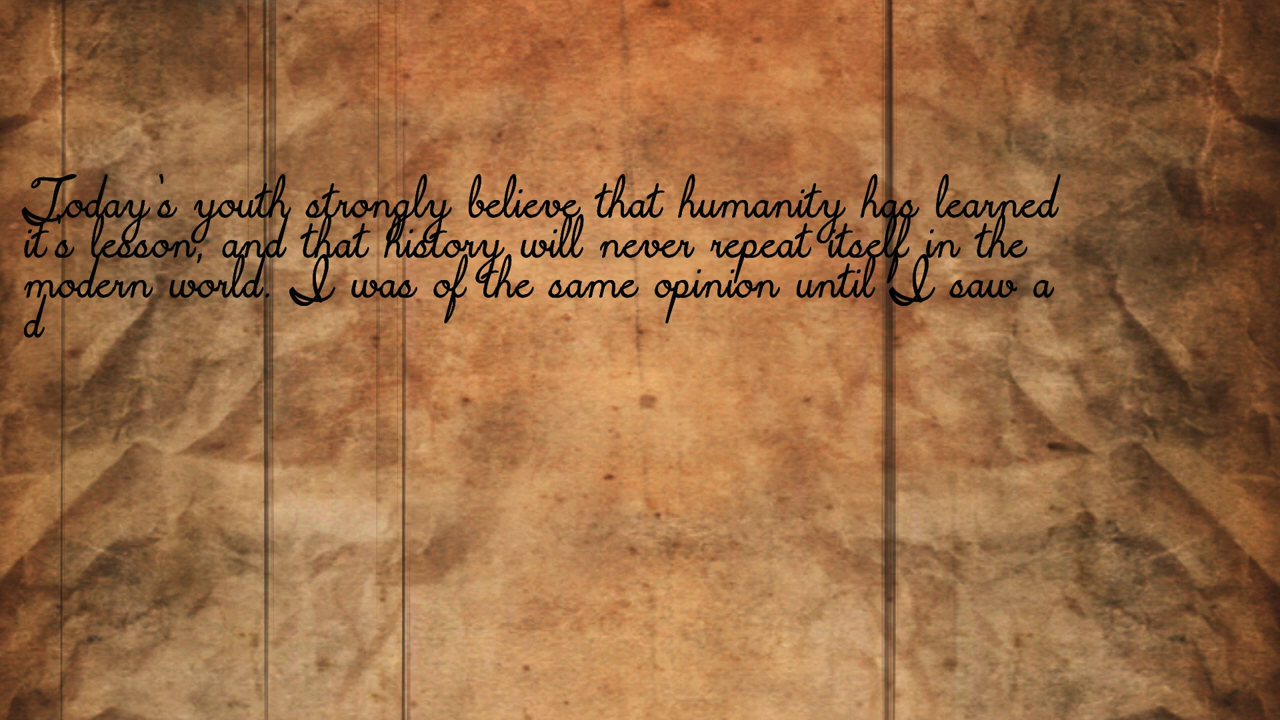 Today's youth strongly believe that humanity has learned
it's lesson, and that history will never repeat itself in the
modern world. I was of the same opinion until I saw a
d